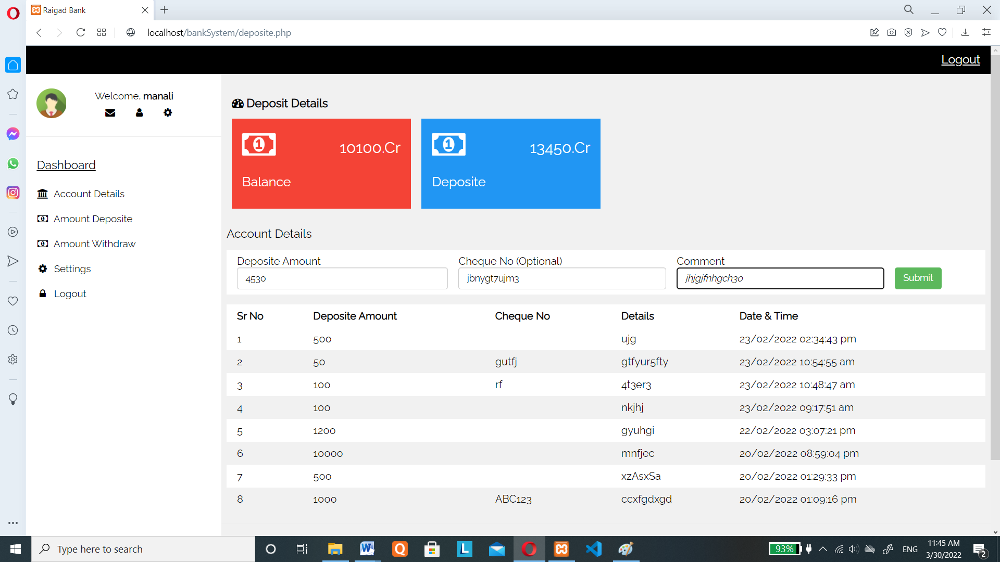 Raigad Bank
localhost/bankSystem/deposite.php
Logout
Welcome, manali
Dashboard
Account Details
Amount Deposite
Amount Withdraw
Settings
Logout
Deposit Details
10100.Cr
Balance
13450.Cr
Deposite
Account Details
Deposite Amount Cheque No (Optional) Comment
4530 jbnygt7ujm3 jhjgjfnhgch30 Submit
Sr No Deposite Amount Cheque No Details Date & Time
1 500 ujg 23/02/2022 02:34:43 pm
2 50 gutfj gtfyur5fty 23/02/2022 10:54:55 am
3 100 rf 4t3er3 23/02/2022 10:48:47 am
4 100 nkjhj 23/02/2022 09:17:51 am
5 1200 gyuhgi 22/02/2022 03:07:21 pm
6 10000 mnfjec 20/02/2022 08:59:04 pm
7 500 xzAsxSa 20/02/2022 01:29:33 pm
8 1000 ABC123 ccxfgdxgd 20/02/2022 01:09:16 pm
Type here to search
93%
ENG
11:45 AM
3/30/2022
2